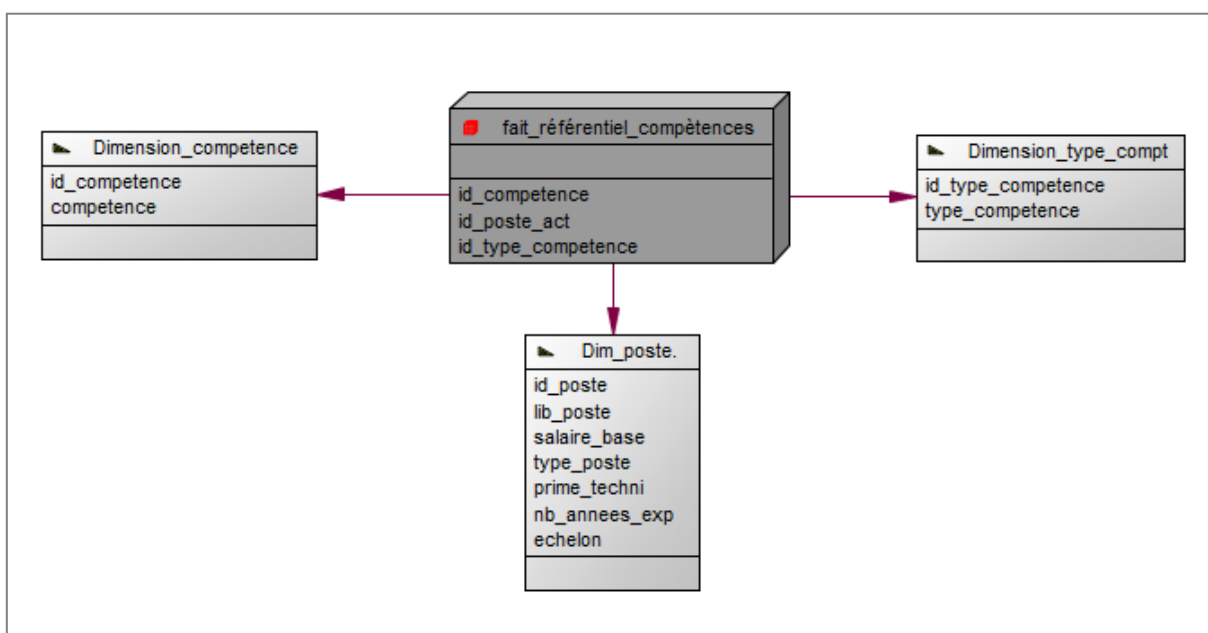 fait_référentiel_compètences
id_competence
id_poste_act
id_type_competence
Dimension_competence
id_competence
competence
Dimension_type_compt
id_type_competence
type_competence
Dim_poste.
id_poste
lib_poste
salaire_base
type_poste
prime_techni
nb_annees_exp
echelon